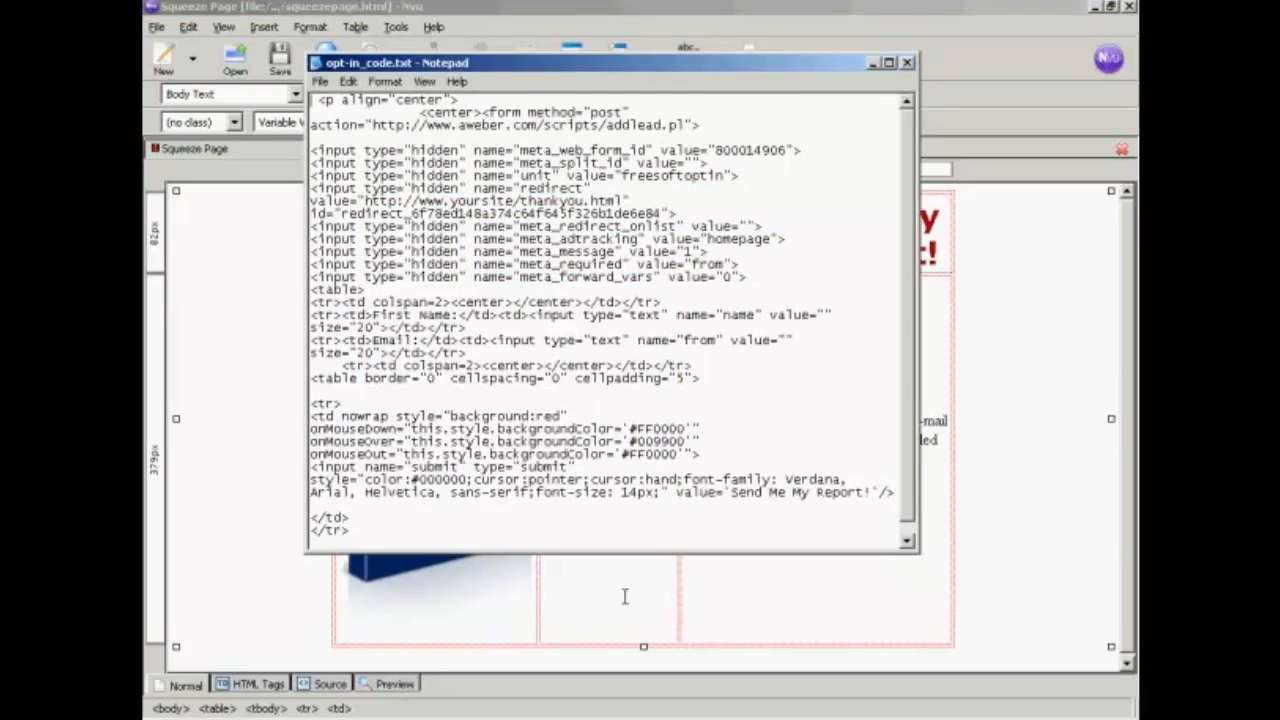 Squeeze Page [file:/.../squeezepage.html] - Nvu
File Edit View Insert Format Table Tools Help
New Open Save
Nvu
Body Text
(no class) Variable
Squeeze Page
opt-in_code.txt - Notepad
File Edit Format View Help
<p align="center">
<center><form method="post"
action="http://www.aweber.com/scripts/addlead.pl">
<input type="hidden" name="meta_web_form_id" value="800014906">
<input type="hidden" name="meta_split_id" value="">
<input type="hidden" name="unit" value="freesoftoptin">
<input type="hidden" name="redirect"
value="http://www.yoursite/thankyou.html"
id="redirect_6f78ed148a374c64f645f326b1de6e84">
<input type="hidden" name="meta_redirect_onlist" value="">
<input type="hidden" name="meta_adtracking" value="homepage">
<input type="hidden" name="meta_message" value="1">
<input type="hidden" name="meta_required" value="from">
<input type="hidden" name="meta_forward_vars" value="0">
<table>
<tr><td colspan=2><center></center></td></tr>
<tr><td>First Name:</td><td><input type="text" name="name" value=""
size="20"></td></tr>
<tr><td>Email:</td><td><input type="text" name="from" value=""
size="20"></td></tr>
<tr><td colspan=2><center></center></td></tr>
<table border="0" cellspacing="0" cellpadding="5">
<tr>
<td nowrap style="background:red"
onMouseDown="this.style.backgroundColor='#FF0000'"
onMouseOver="this.style.backgroundColor='#009900'"
onMouseOut="this.style.backgroundColor='#FF0000'">
<input name="submit" type="submit"
style="color:#000000;cursor:pointer;cursor:hand;font-family: Verdana,
Arial, Helvetica, sans-serif;font-size: 14px;" value='Send Me My Report!'/>
</td>
</tr>
y
t!
-mail
ed
82px
379px
Normal HTML Tags Source Preview
<body> <table> <tbody> <tr> <td>